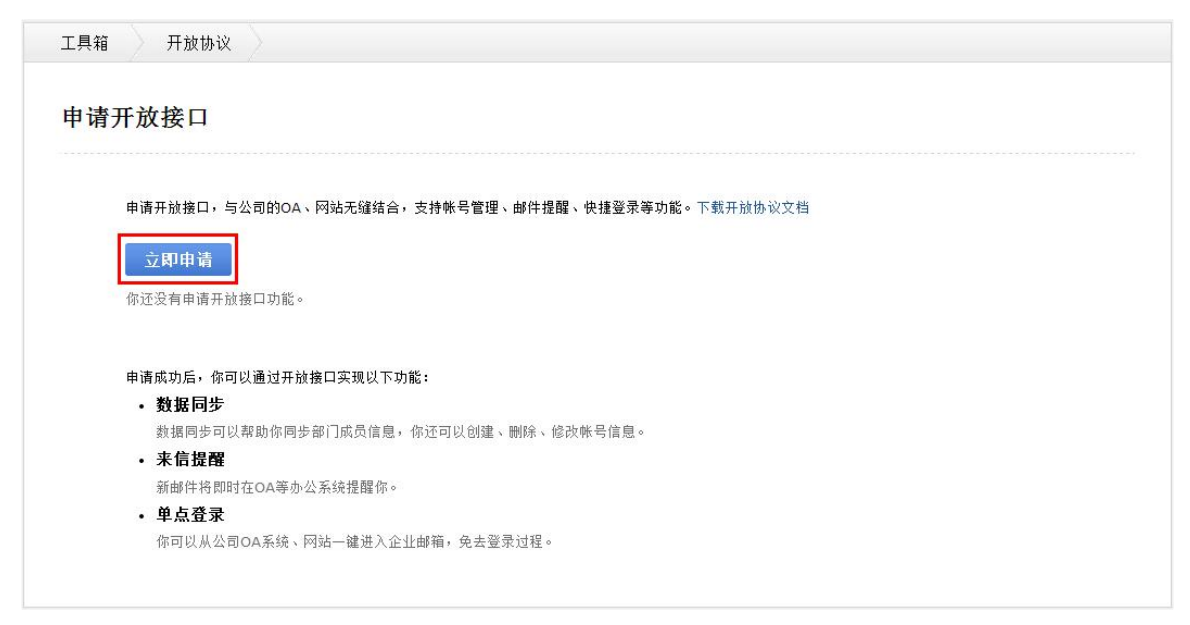 工具箱 开放协议
申请开放接口
申请开放接口，与公司的OA、网站无缝结合，支持帐号管理、邮件提醒、快捷登录等功能。下载开放协议文档
立即申请
你还没有申请开放接口功能。
申请成功后，你可以通过开放接口实现以下功能：
• 数据同步
数据同步可以帮助你同步部门成员信息，你还可以创建、删除、修改帐号信息。
• 来信提醒
新邮件将即时在OA等办公系统提醒你。
• 单点登录
你可以从公司OA系统、网站一键进入企业邮箱，免去登录过程。